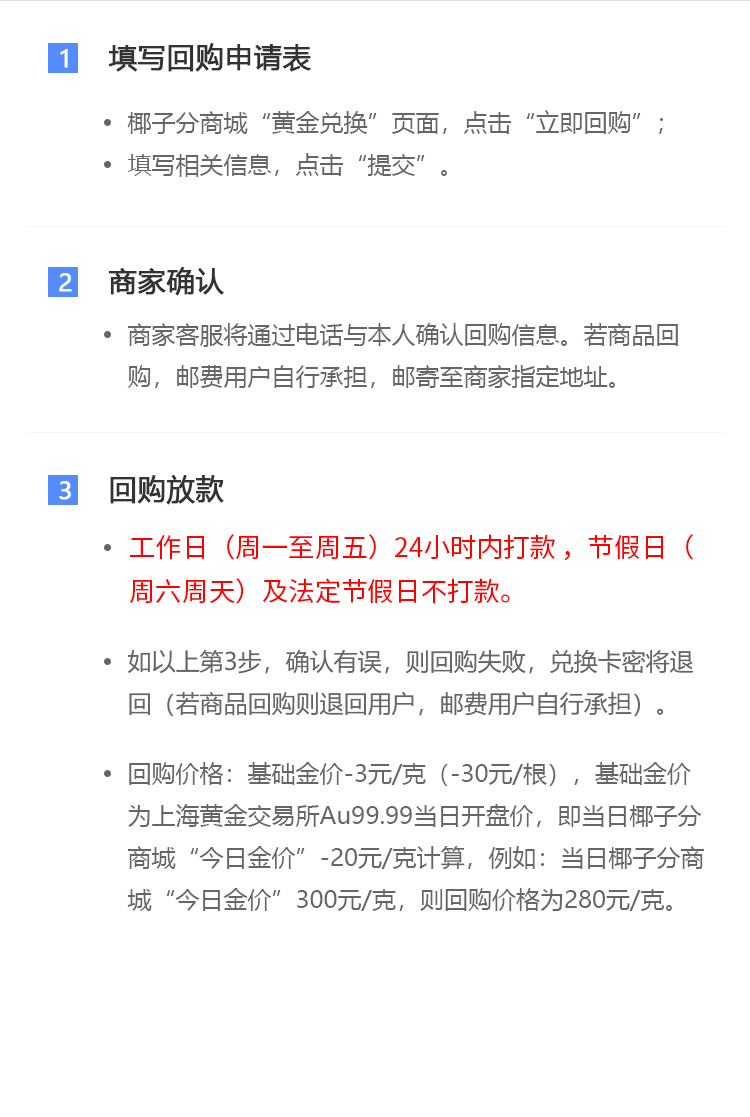 1 填写回购申请表
• 椰子分商城“黄金兑换”页面，点击“立即回购”；
• 填写相关信息，点击“提交”。
2 商家确认
• 商家客服将通过电话与本人确认回购信息。若商品回
购，邮费用户自行承担，邮寄至商家指定地址。
3 回购放款
• 工作日（周一至周五）24小时内打款 ，节假日（
周六周天）及法定节假日不打款。
• 如以上第3步，确认有误，则回购失败，兑换卡密将退
回（若商品回购则退回用户，邮费用户自行承担）。
• 回购价格：基础金价-3元/克（-30元/根），基础金价
为上海黄金交易所Au99.99当日开盘价，即当日椰子分
商城“今日金价”-20元/克计算，例如：当日椰子分商
城“今日金价”300元/克，则回购价格为280元/克。